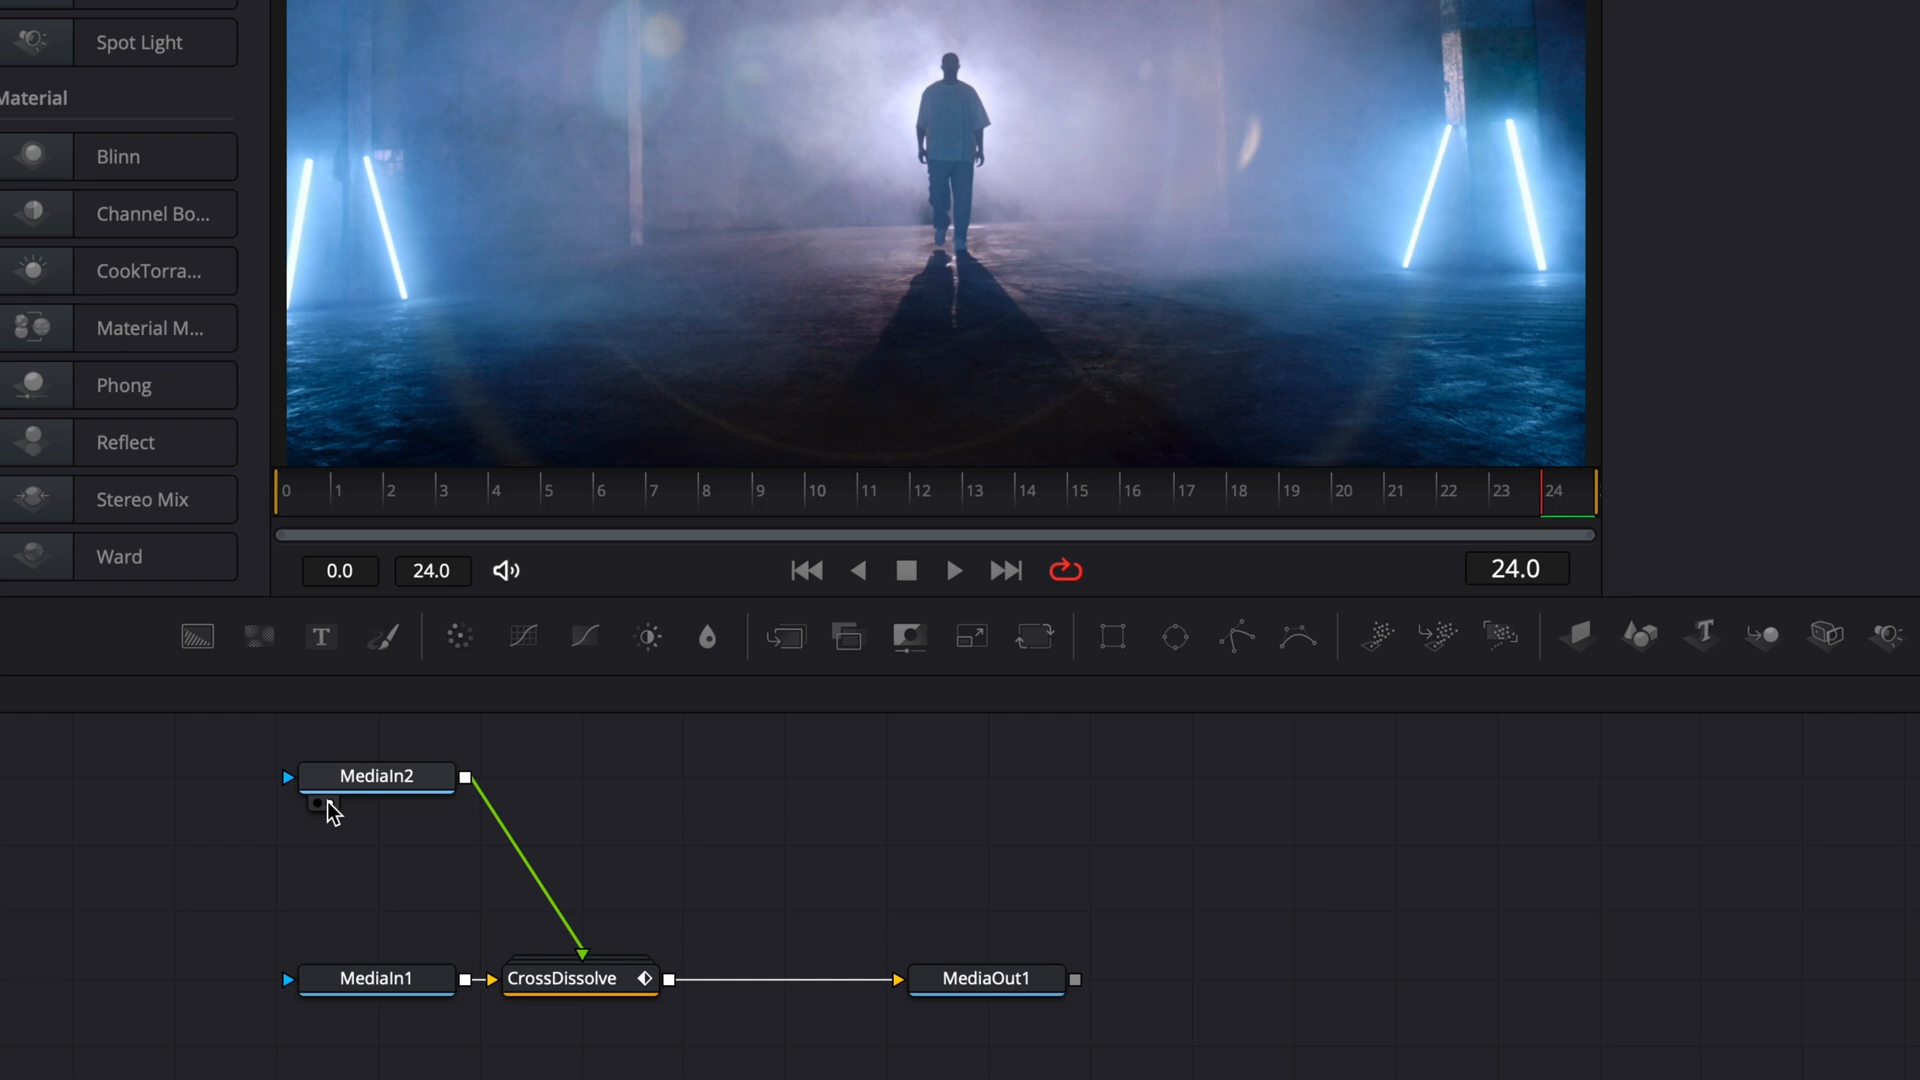 Spot Light
Material
Blinn
Channel Bo...
CookTorra...
Material M...
Phong
Reflect
Stereo Mix
Ward
0 1 2 3 4 5 6 7 8 9 10 11 12 13 14 15 16 17 18 19 20 21 22 23 24
0.0 24.0 24.0
T
MediaIn2
MediaIn1 CrossDissolve MediaOut1